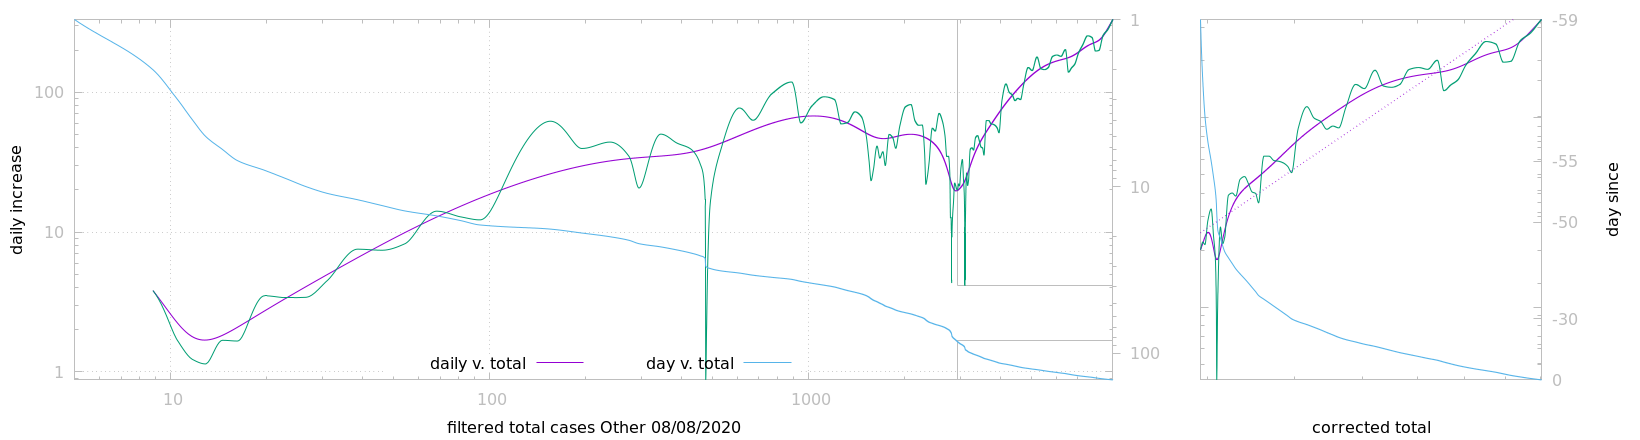 daily increase
100
10
1
10
100
1000
filtered total cases Other 08/08/2020
daily v. total
day v. total
1
10
100
-59
-55
-50
-30
0
day since
corrected total